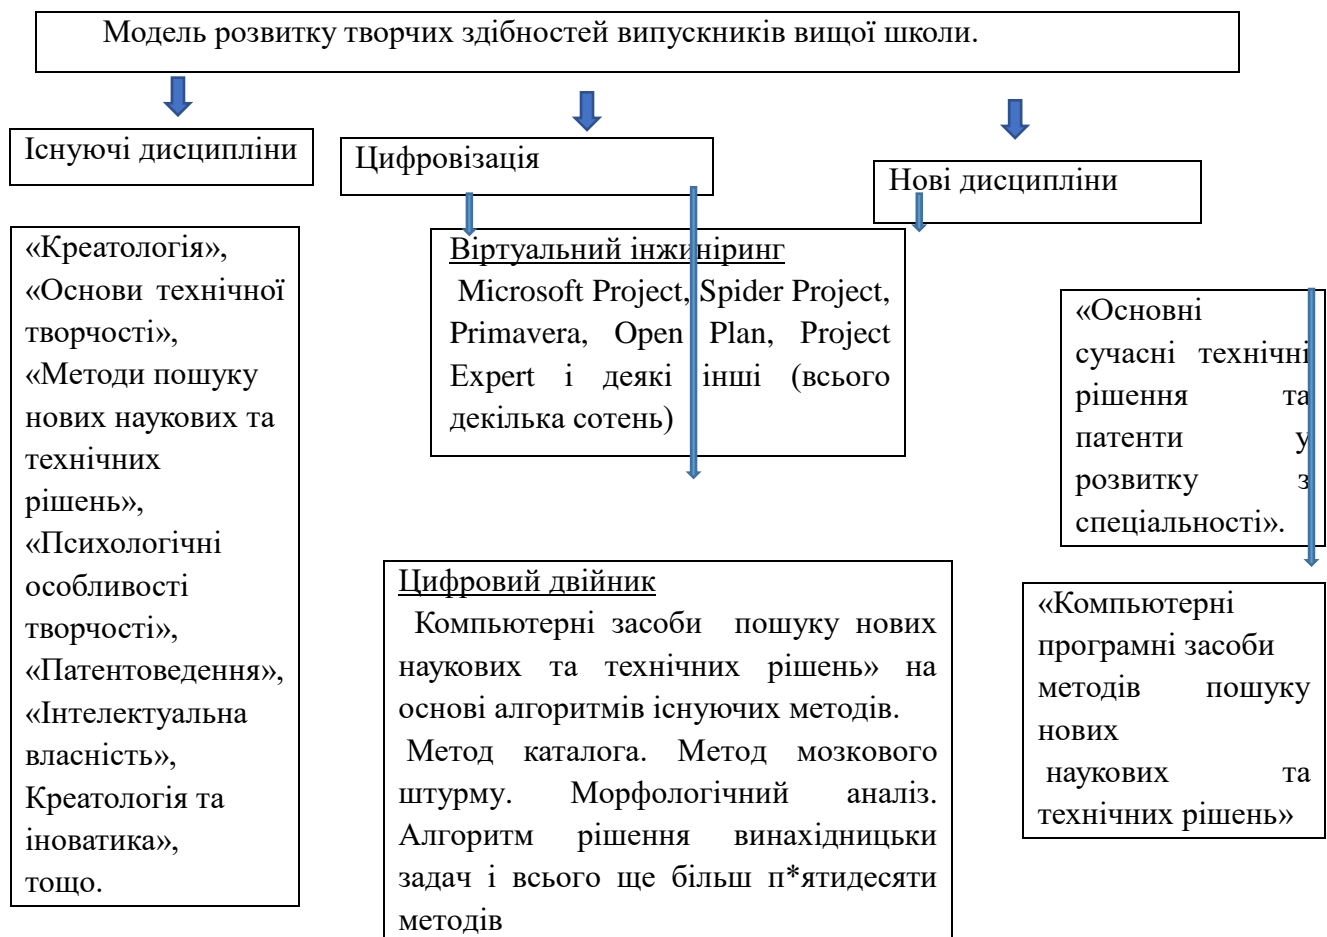 Модель розвитку творчих здібностей випускників вищої школи.
Існуючі дисципліни
Цифровізація
Нові дисципліни
«Креатологія»,
«Основи технічної
творчості»,
«Методи пошуку
нових наукових та
технічних
рішень»,
«Психологічні
особливості
творчості»,
«Патентоведення»,
«Інтелектуальна
власність»,
Креатологія та
іноватика»,
тощо.
Віртуальний інжиніринг
Microsoft Project, Spider Project,
Primavera, Open Plan, Project
Expert і деякі інші (всього
декілька сотень)
Цифровий двійник
Компьютерні засоби пошуку нових
наукових та технічних рішень» на
основі алгоритмів існуючих методів.
Метод каталога. Метод мозкового
штурму. Морфологічний аналіз.
Алгоритм рішення винахідницьки
задач і всього ще більш п*ятидесяти
методів
«Основні
сучасні технічні
рішення та
патенти у
розвитку з
спеціальності».
«Компьютерні
програмні засоби
методів пошуку
нових
наукових та
технічних рішень»